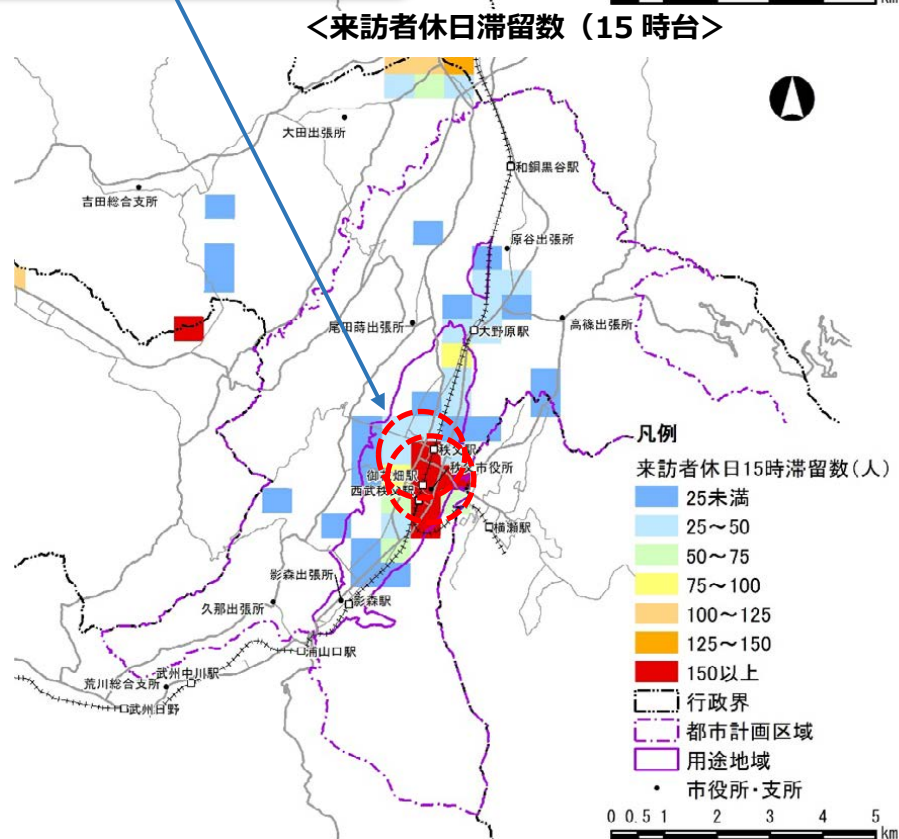 km
<来訪者休日滞留数（15 時台>
大田出張所
和銅黒谷駅
吉田総合支所
原谷出張所
尾田蒔出張所
大野原駅
高篠出張所
秩父駅
秩父市役所
御花畑駅
西武秩父駅
横瀬駅
影森出張所
影森駅
久那出張所
浦山口駅
武州中川駅
荒川総合支所
武州日野
凡例
来訪者休日15時滞留数(人)
25未満
25～50
50～75
75～100
100～125
125～150
150以上
行政界
都市計画区域
用途地域
市役所・支所
0 0.5 1 2 3 4 5
km